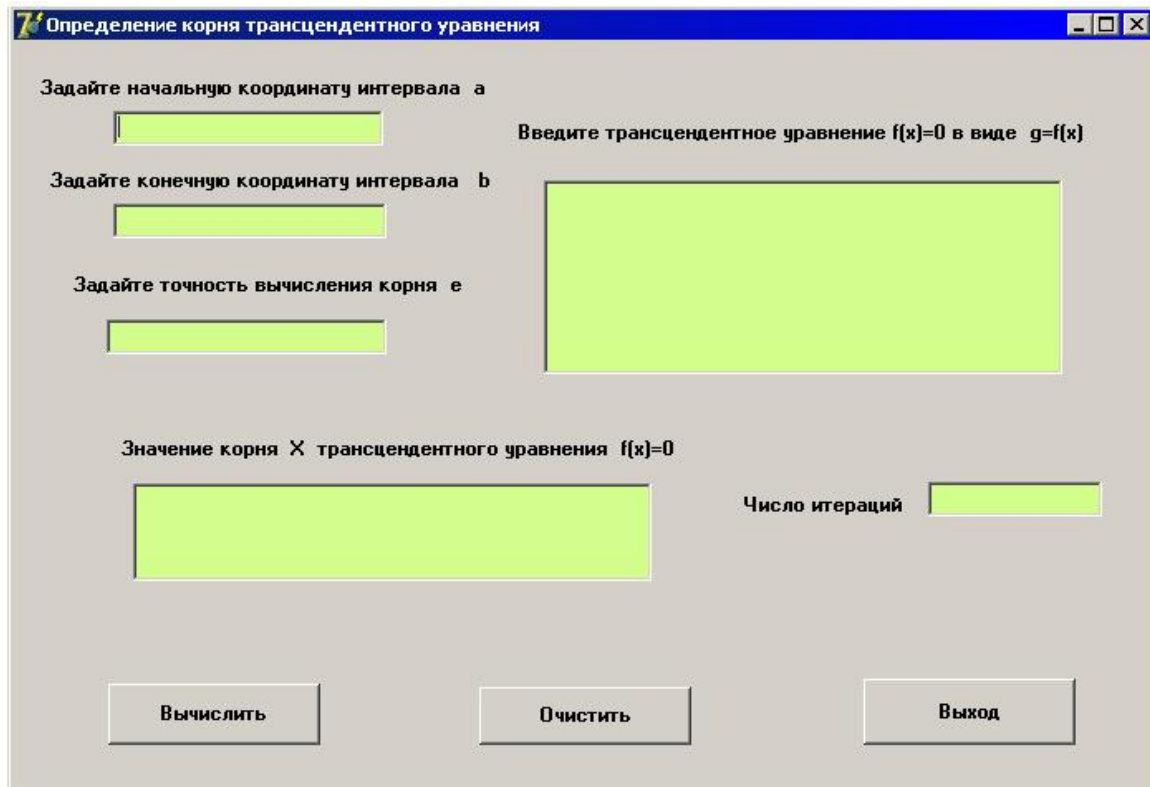 Определение корня трансцендентного уравнения
Задайте начальную координату интервала a
Введите трансцендентное уравнение f(x)=0 в виде g=f(x)
Задайте конечную координату интервала b
Задайте точность вычисления корня e
Значение корня X трансцендентного уравнения f(x)=0
Число итераций
Вычислить
Очистить
Выход